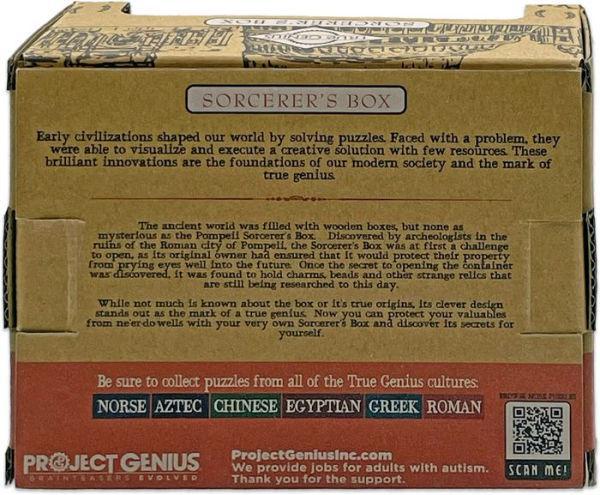 SORCERER'S BOX
TRUE GENIUS
SORCERER'S BOX
Early civilizations shaped our world by solving puzzles. Faced with a problem, they
were able to visualize and execute a creative solution with few resources. These
brilliant innovations are the foundations of our modern society and the mark of
true genius.
The ancient world was filled with wooden boxes, but none as
mysterious as the Pompeii Sorcerer's Box. Discovered by archeologists in the
ruins of the Roman city of Pompeii, the Sorcerer's Box was at first a challenge
to open, as its original owner had ensured that it would protect their property
from prying eyes well into the future. Once the secret to opening the container
was discovered, it was found to hold charms, beads and other strange relics that
are still being researched to this day.
While not much is known about the box or it's true origins, its clever design
stands out as the mark of a true genius. Now you can protect your valuables
from ne'er-do-wells with your very own Sorcerer's Box and discover its secrets for
yourself.
Be sure to collect puzzles from all of the True Genius cultures:
NORSE AZTEC CHINESE EGYPTIAN GREEK ROMAN
BROWSE MORE PUZZLES
SCAN ME!
PROJECT GENIUS
BRAINTEASERS EVOLVED
ProjectGeniusInc.com
We provide jobs for adults with autism.
Thank you for the support.